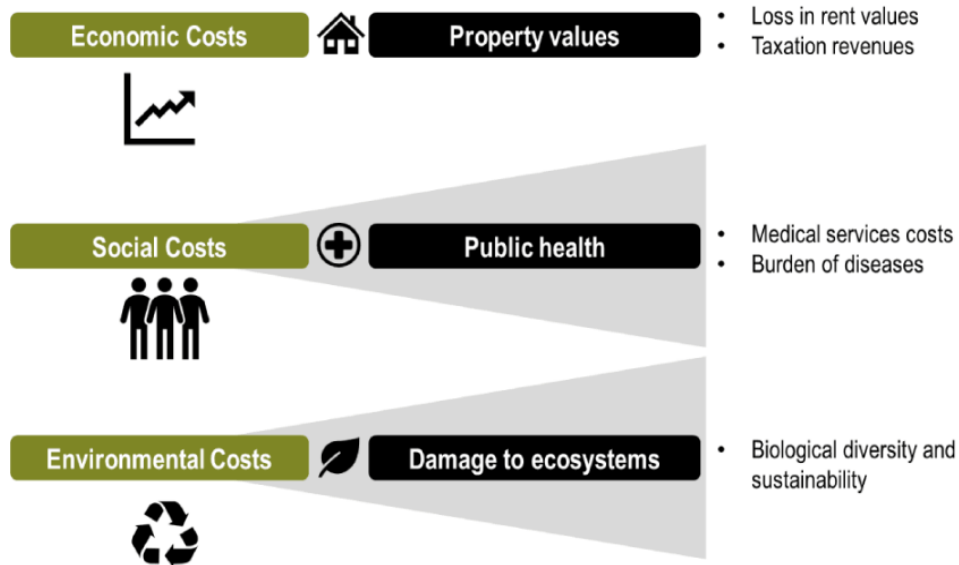 Economic Costs
Property values
• Loss in rent values
• Taxation revenues
Social Costs
Public health
• Medical services costs
• Burden of diseases
Environmental Costs
Damage to ecosystems
• Biological diversity and
sustainability